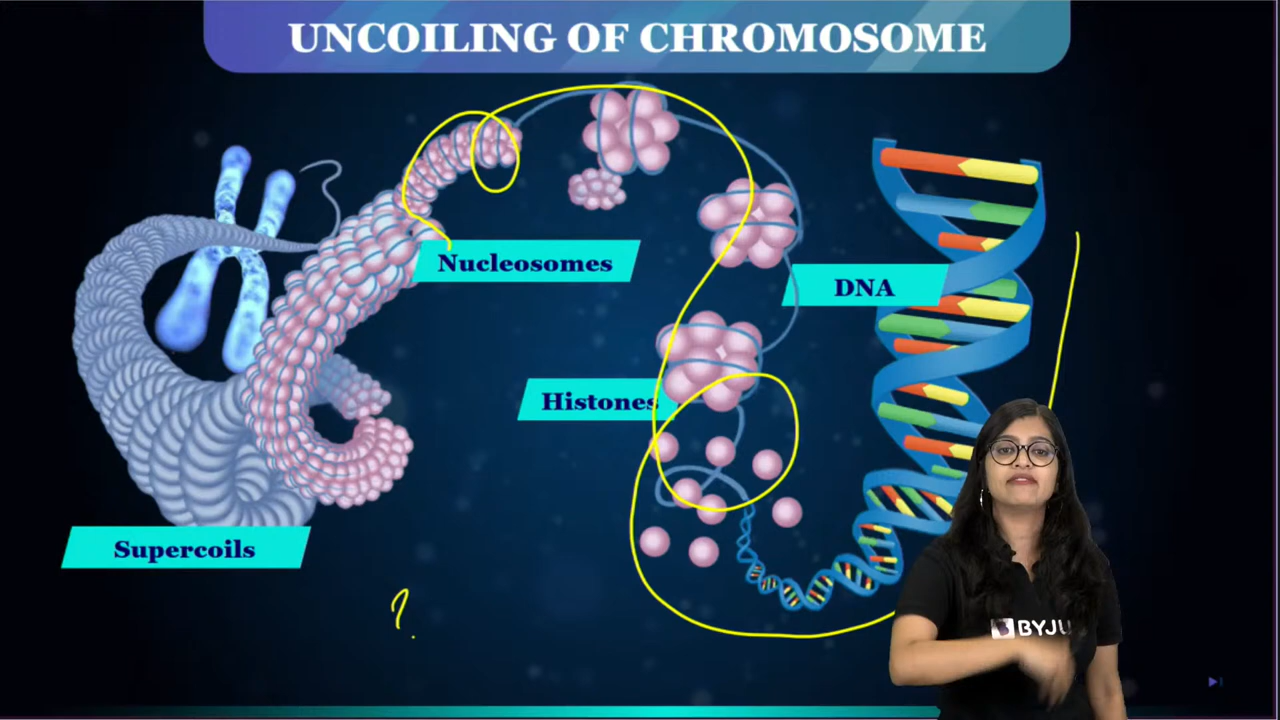 UNCOILING OF CHROMOSOME
Nucleosomes
DNA
Histones
Supercoils
?
BYJU